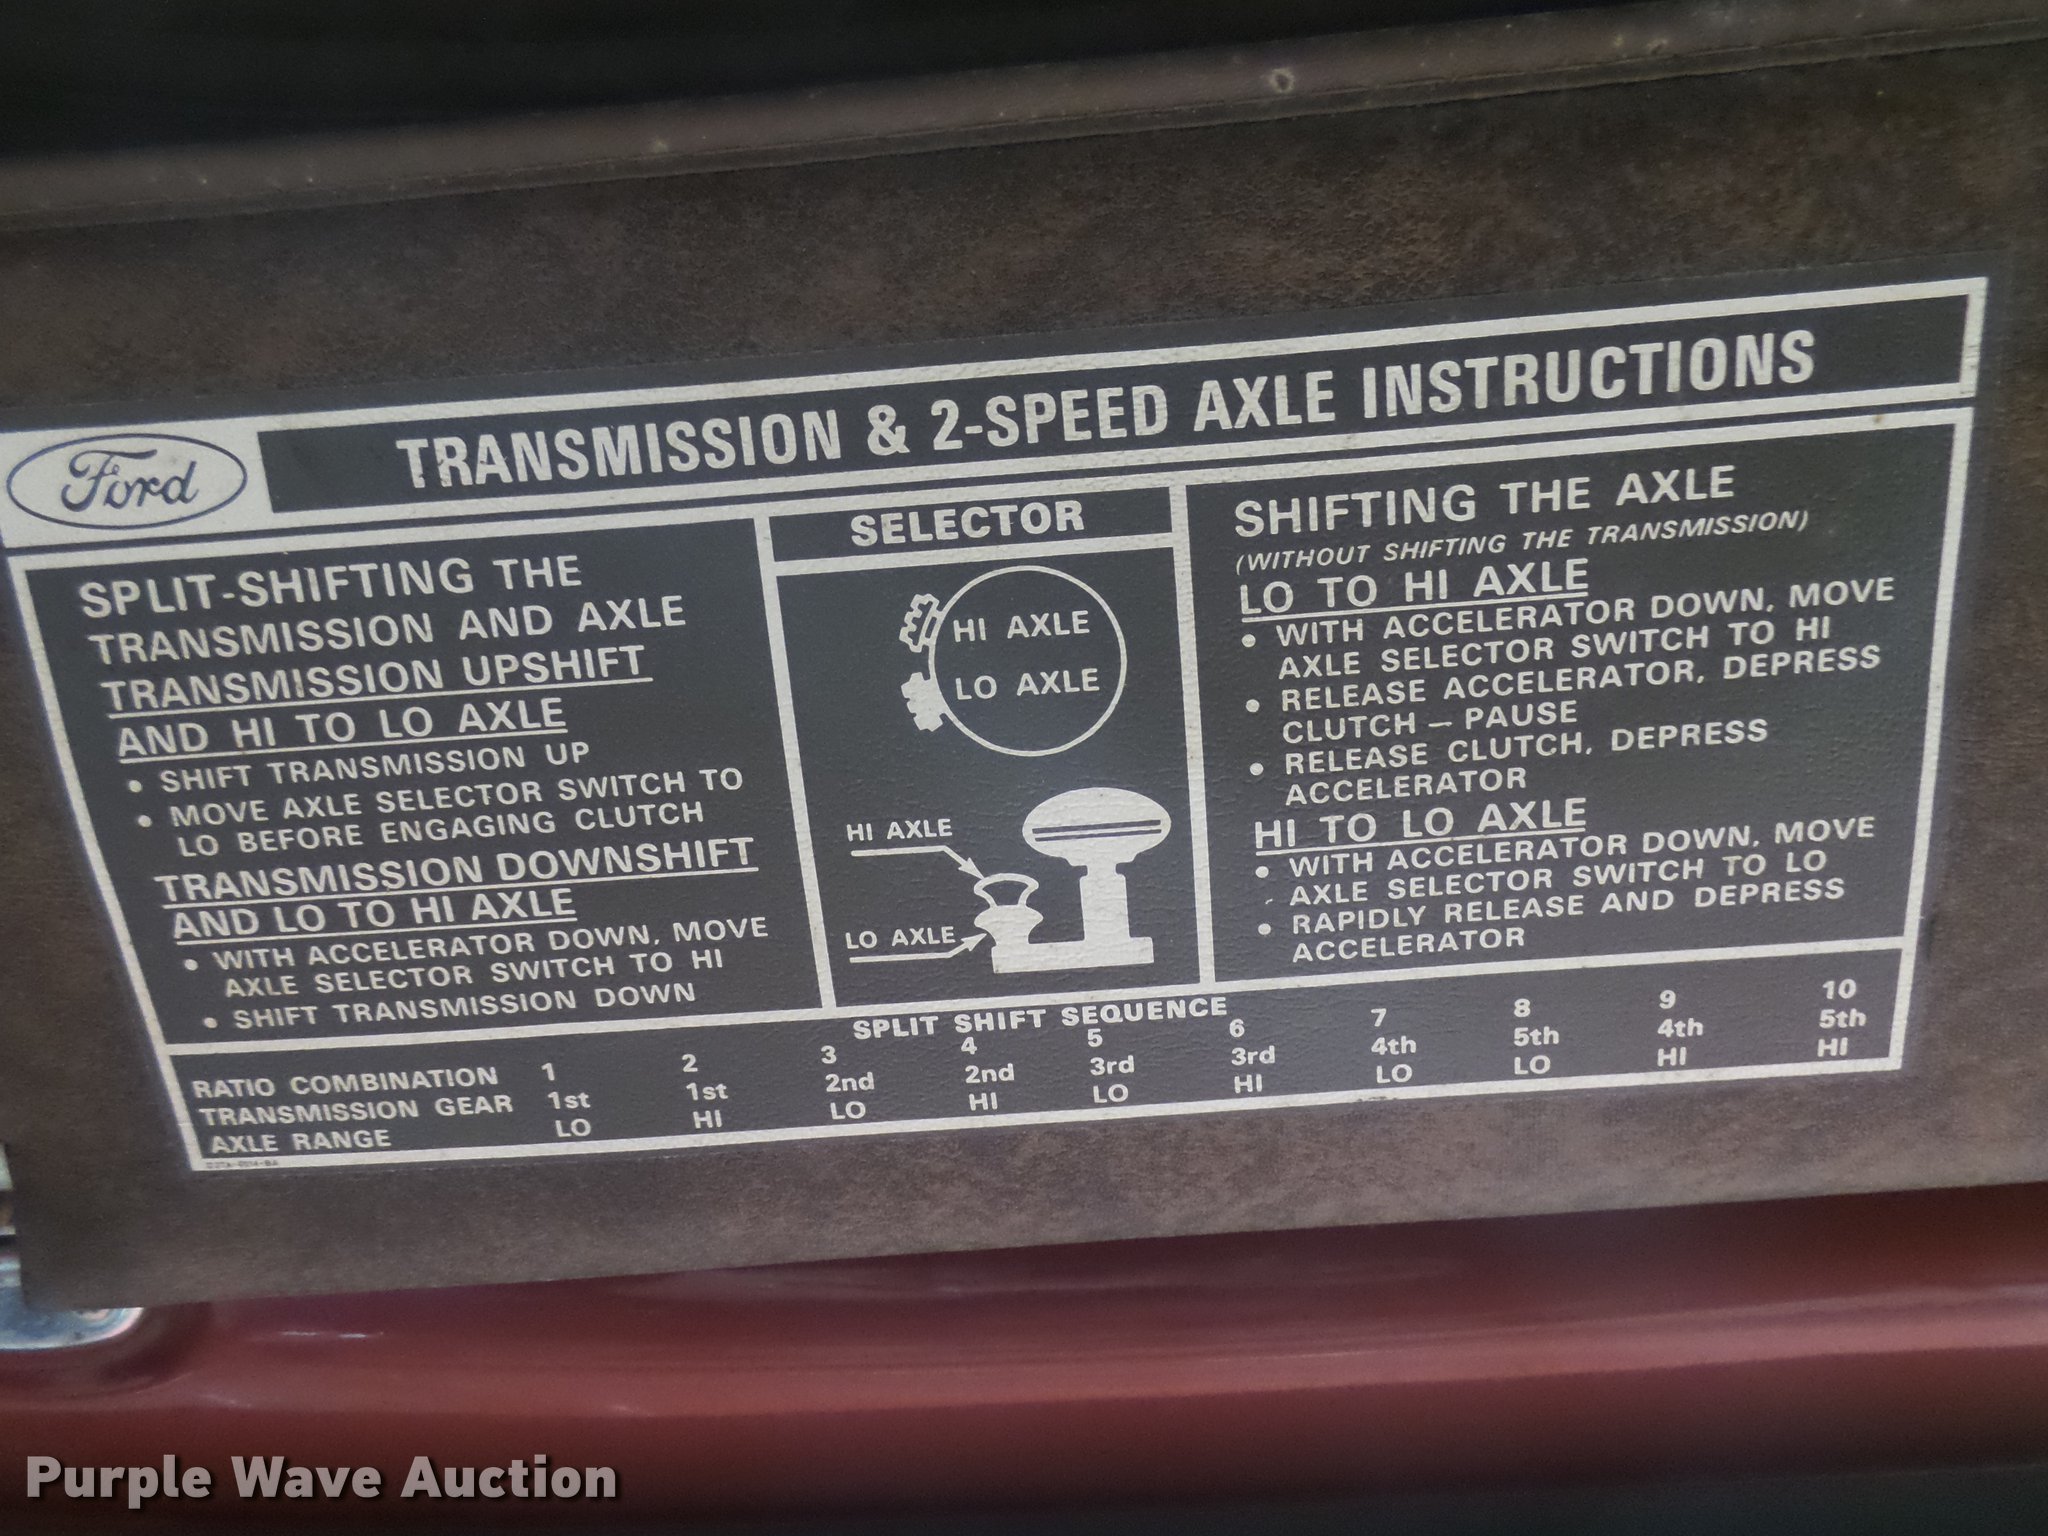 Ford
TRANSMISSION & 2-SPEED AXLE INSTRUCTIONS
SPLIT-SHIFTING THE
TRANSMISSION AND AXLE
TRANSMISSION UPSHIFT
AND HI TO LO AXLE
• SHIFT TRANSMISSION UP
• MOVE AXLE SELECTOR SWITCH TO
LO BEFORE ENGAGING CLUTCH
TRANSMISSION DOWNSHIFT
AND LO TO HI AXLE
• WITH ACCELERATOR DOWN, MOVE
AXLE SELECTOR SWITCH TO HI
• SHIFT TRANSMISSION DOWN
SELECTOR
HI AXLE
LO AXLE
HI AXLE
LO AXLE
SHIFTING THE AXLE
(WITHOUT SHIFTING THE TRANSMISSION)
LO TO HI AXLE
• WITH ACCELERATOR DOWN, MOVE
AXLE SELECTOR SWITCH TO HI
• RELEASE ACCELERATOR, DEPRESS
CLUTCH – PAUSE
• RELEASE CLUTCH, DEPRESS
ACCELERATOR
HI TO LO AXLE
• WITH ACCELERATOR DOWN, MOVE
AXLE SELECTOR SWITCH TO LO
• RAPIDLY RELEASE AND DEPRESS
ACCELERATOR
SPLIT SHIFT SEQUENCE
RATIO COMBINATION 1 2 3 4 5 6 7 8 9 10
TRANSMISSION GEAR 1st 1st 2nd 2nd 3rd 3rd 4th 5th 4th 5th
AXLE RANGE LO HI LO HI LO HI LO LO HI HI
Purple Wave Auction